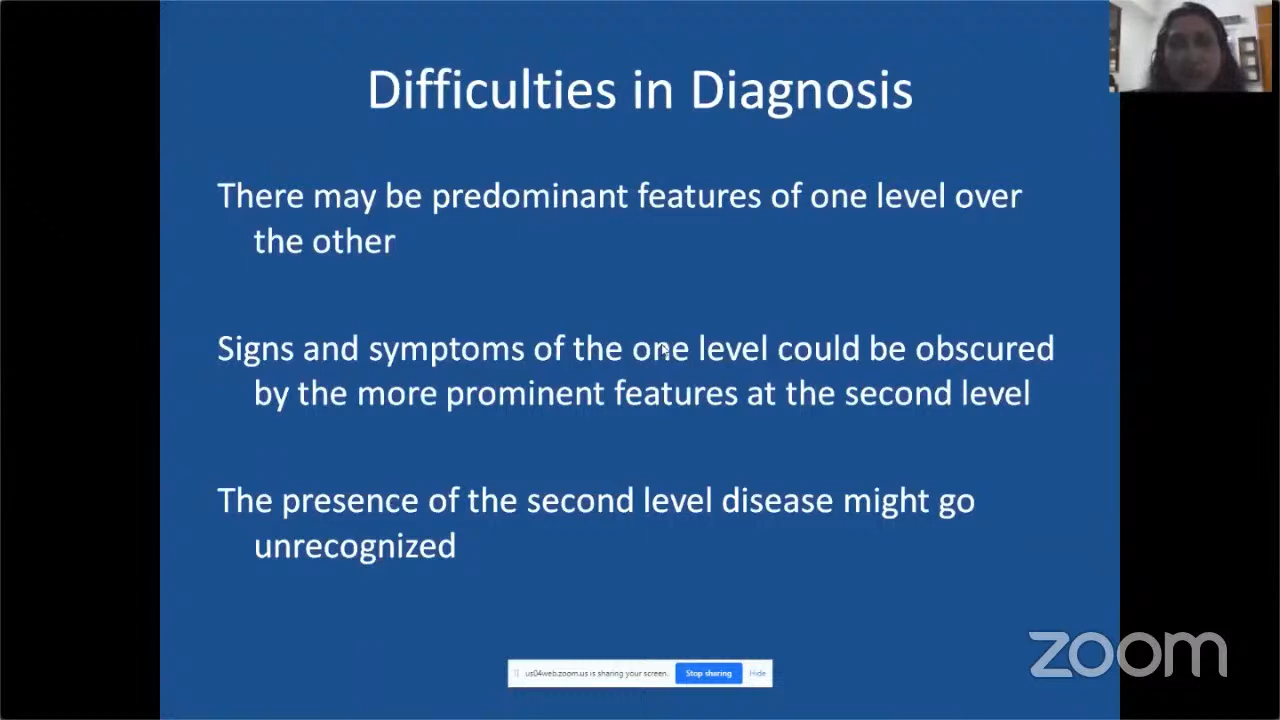 Difficulties in Diagnosis
There may be predominant features of one level over
the other
Signs and symptoms of the one level could be obscured
by the more prominent features at the second level
The presence of the second level disease might go
unrecognized
zoom
us04web.zoom.us is sharing your screen. Stop sharing Hide